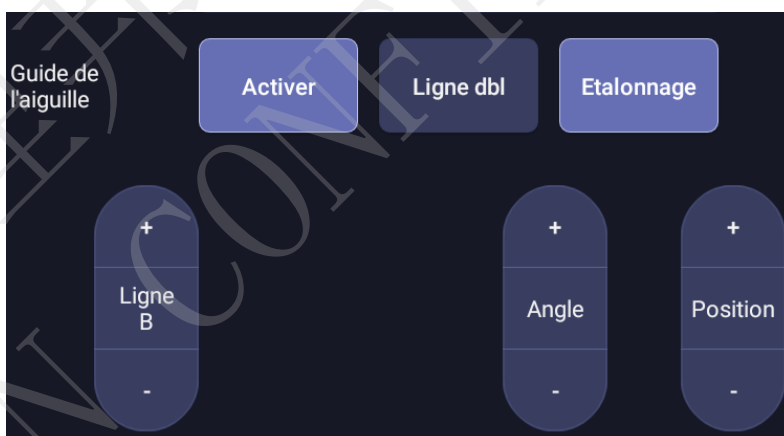 Guide de
l'aiguille
Activer
Ligne dbl
Etalonnage
+
+
+
Ligne
B
Angle
Position
-
-
-